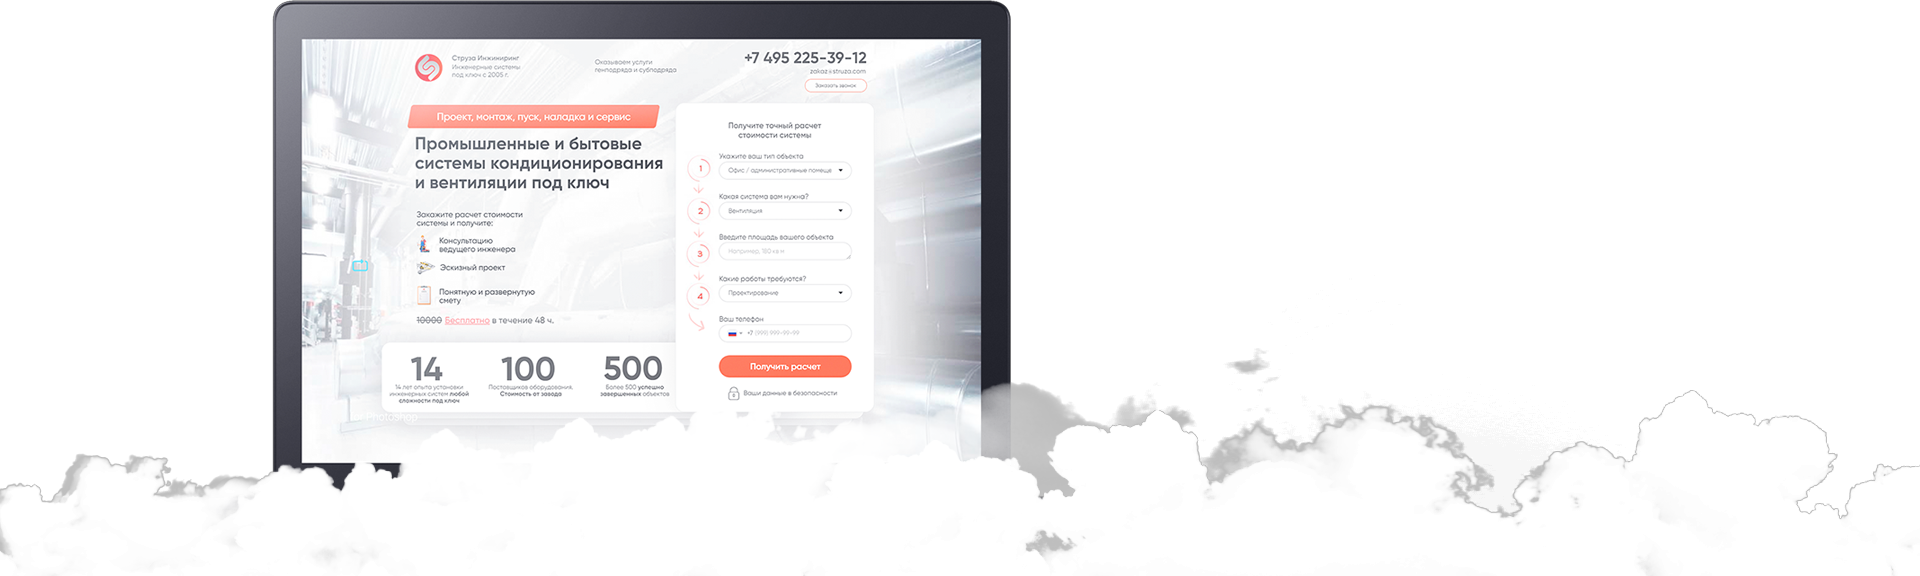 Струза Инжиниринг
Инженерные системы
под ключ с 2005 г.
Оказываем услуги
генподряда и субподряда
+7 495 225-39-12
zakaz@struza.com
Заказать звонок
Проект, монтаж, пуск, наладка и сервис
Промышленные и бытовые
системы кондиционирования
и вентиляции под ключ
Закажите расчет стоимости
системы и получите:
Консультацию
ведущего инженера
Эскизный проект
Понятную и развернутую
смету
10000 Бесплатно в течение 48 ч.
14
14 лет опыта установки
инженерных систем любой
сложности под ключ
100
Поставщиков оборудования.
Стоимость от завода
500
Более 500 успешно
завершенных объектов
Получите точный расчет
стоимости системы
1
Укажите ваш тип объекта
Офис / административные помеще
2
Какая система вам нужна?
Вентиляция
3
Введите площадь вашего объекта
Например, 180 кв м
4
Какие работы требуются?
Проектирование
Ваш телефон
+7 (999) 999-99-99
Получить расчет
Ваши данные в безопасности